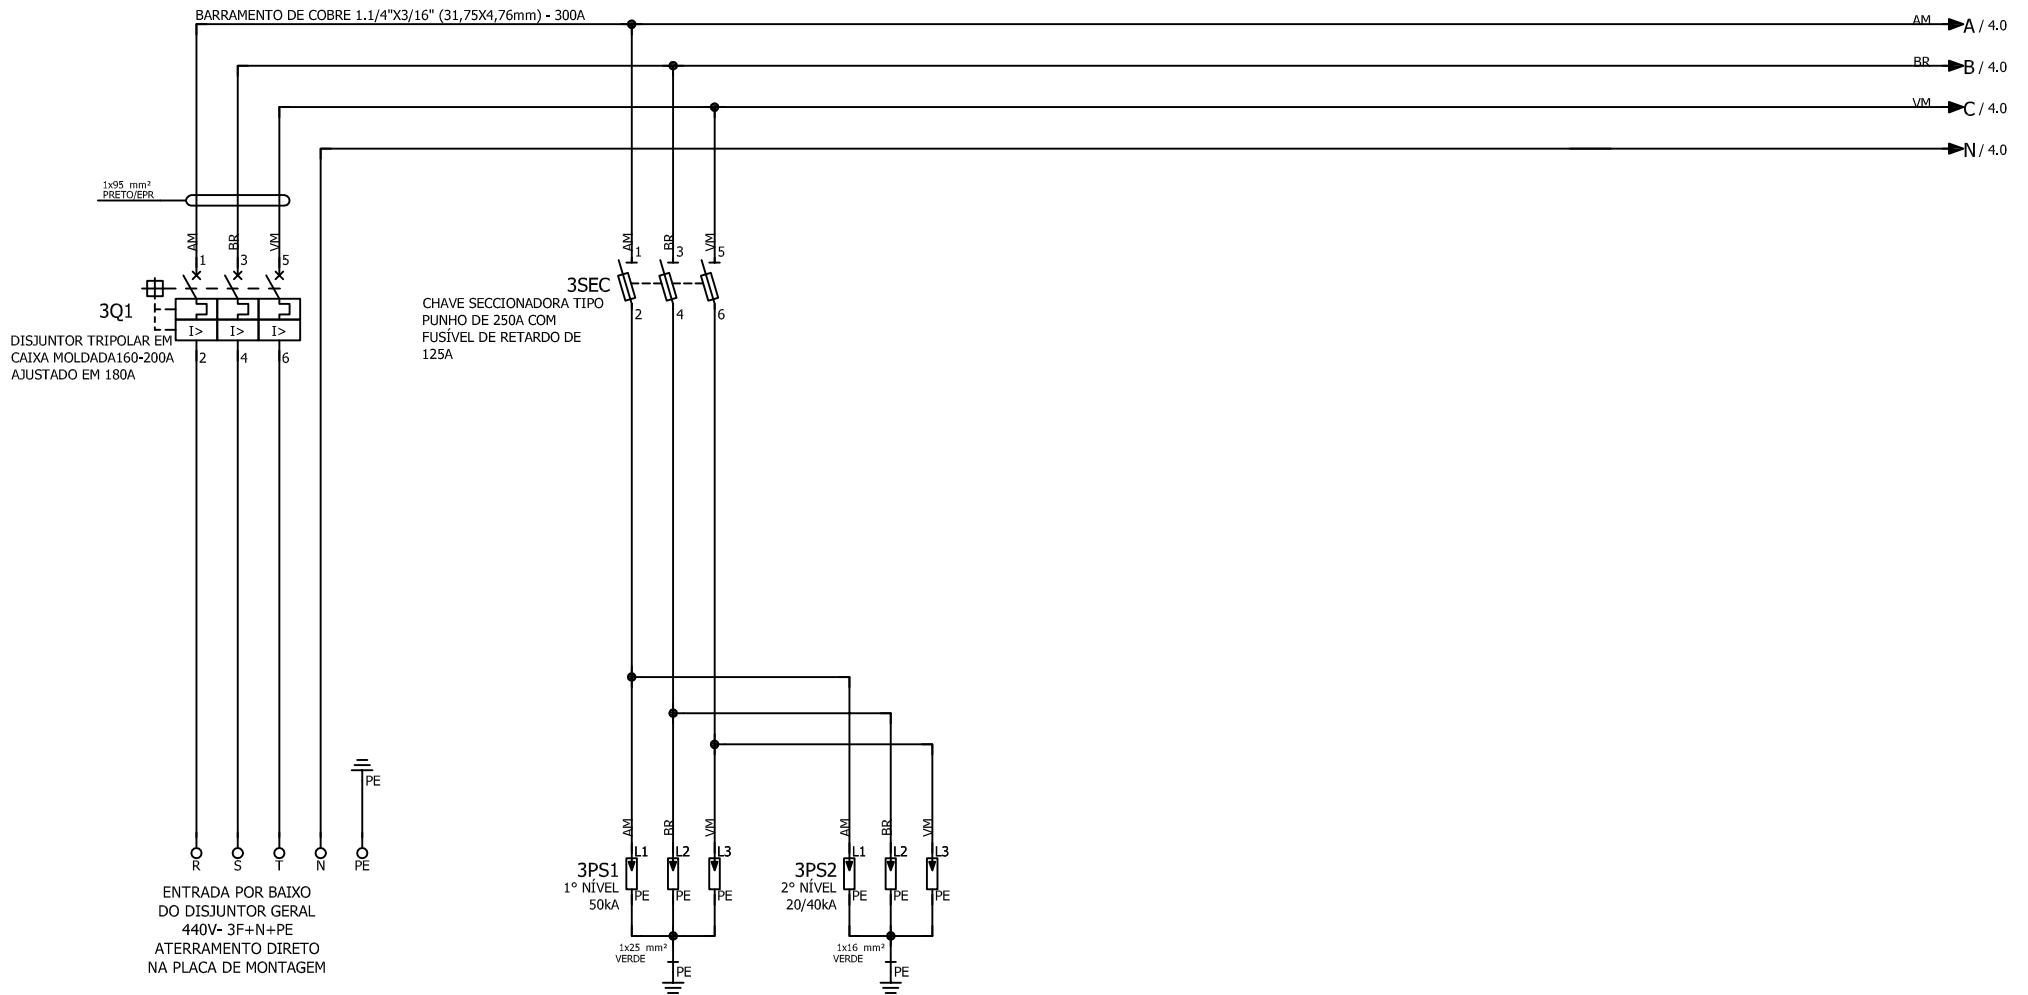 BARRAMENTO DE COBRE 1.1/4"X3/16" (31,75X4,76mm) - 300A
AM
A / 4.0
BR
B / 4.0
VM
C / 4.0
N / 4.0
1x95 mm²
PRETO/EPR
AM
BR
VM
1
3
5
3Q1
I>
I>
I>
DISJUNTOR TRIPOLAR EM
CAIXA MOLDADA160-200A
AJUSTADO EM 180A
2
4
6
AM
BR
VM
1
3
5
3SEC
CHAVE SECCIONADORA TIPO
PUNHO DE 250A COM
FUSÍVEL DE RETARDO DE
125A
2
4
6
PE
R
S
T
N
PE
ENTRADA POR BAIXO
DO DISJUNTOR GERAL
440V- 3F+N+PE
ATERRAMENTO DIRETO
NA PLACA DE MONTAGEM
AM
BR
VM
L1
L2
L3
3PS1
1° NÍVEL
50kA
PE
PE
PE
1x25 mm²
VERDE
PE
AM
BR
VM
L1
L2
L3
3PS2
2° NÍVEL
20/40kA
PE
PE
PE
1x16 mm²
VERDE
PE